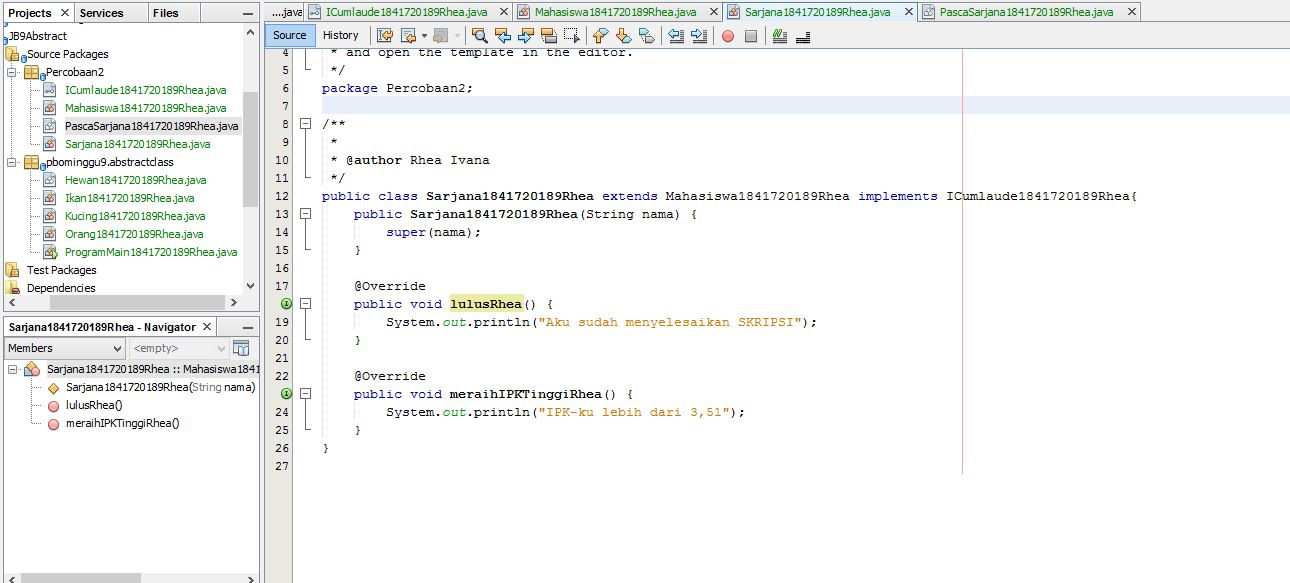 Projects × Services Files
JB9Abstract
Source Packages
Percobaan2
ICumlaude1841720189Rhea.java
Mahasiswa1841720189Rhea.java
PascaSarjana1841720189Rhea.java
Sarjana1841720189Rhea.java
pbominggu9.abstractclass
Hewan1841720189Rhea.java
Ikan1841720189Rhea.java
Kucing1841720189Rhea.java
Orang1841720189Rhea.java
ProgramMain1841720189Rhea.java
Test Packages
Dependencies
Sarjana1841720189Rhea - Navigator ×
Members <empty>
Sarjana1841720189Rhea :: Mahasiswa1841
Sarjana1841720189Rhea(String nama)
lulusRhea()
meraihIPKTinggiRhea()
....java ICumlaude1841720189Rhea.java × Mahasiswa1841720189Rhea.java × Sarjana1841720189Rhea.java × PascaSarjana1841720189Rhea.java ×
Source History
4 * and open the template in the editor.
5 */
6 package Percobaan2;
7
8 /**
9 *
10 * @author Rhea Ivana
11 */
12 public class Sarjana1841720189Rhea extends Mahasiswa1841720189Rhea implements ICumlaude1841720189Rhea{
13 public Sarjana1841720189Rhea(String nama) {
14 super(nama);
15 }
16
17 @Override
public void lulusRhea() {
19 System.out.println("Aku sudah menyelesaikan SKRIPSI");
20 }
21
22 @Override
public void meraihIPKTinggiRhea() {
24 System.out.println("IPK-ku lebih dari 3,51");
25 }
26 }
27